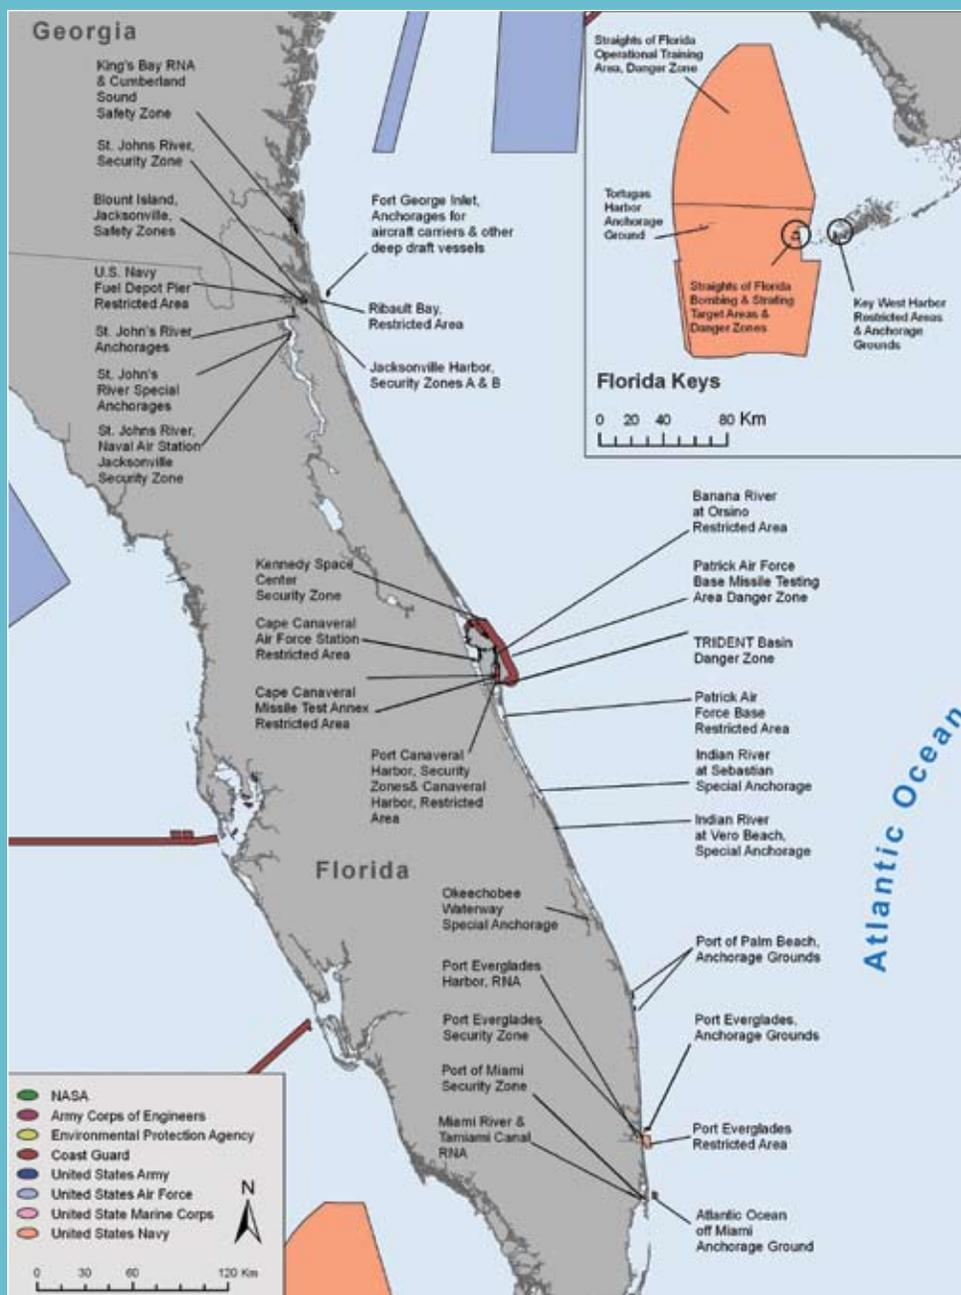 Georgia
King's Bay RNA
& Cumberland
Sound
Safety Zone
St. Johns River,
Security Zone
Blount Island,
Jacksonville,
Safety Zones
U.S. Navy
Fuel Depot Pier
Restricted Area
St. John's River
Anchorages
St. John's
River Special
Anchorages
St. Johns River,
Naval Air Station
Jacksonville
Security Zone
Fort George Inlet,
Anchorages for
aircraft carriers & other
deep draft vessels
Ribault Bay,
Restricted Area
Jacksonville Harbor,
Security Zones A & B
Straights of Florida
Operational Training
Area, Danger Zone
Tortugas
Harbor
Anchorage
Ground
Straights of Florida
Bombing & Strafing
Target Areas &
Danger Zones
Key West Harbor
Restricted Areas
& Anchorage
Grounds
Florida Keys
0 20 40 80 Km
Banana River
at Orsino
Restricted Area
Patrick Air Force
Base Missile Testing
Area Danger Zone
TRIDENT Basin
Danger Zone
Patrick Air
Force Base
Restricted Area
Indian River
at Sebastian
Special Anchorage
Indian River
at Vero Beach,
Special Anchorage
Kennedy Space
Center
Security Zone
Cape Canaveral
Air Force Station
Restricted Area
Cape Canaveral
Missile Test Annex
Restricted Area
Port Canaveral
Harbor, Security
Zones& Canaveral
Harbor, Restricted
Area
Atlantic Ocean
Florida
Okeechobee
Waterway
Special Anchorage
Port Everglades
Harbor, RNA
Port Everglades
Security Zone
Port of Miami
Security Zone
Miami River &
Tamiami Canal
RNA
Port of Palm Beach,
Anchorage Grounds
Port Everglades,
Anchorage Grounds
Port Everglades
Restricted Area
Atlantic Ocean
off Miami
Anchorage Ground
NASA
Army Corps of Engineers
Environmental Protection Agency
Coast Guard
United States Army
United States Air Force
United State Marine Corps
United States Navy
N
0 30 60 120 Km